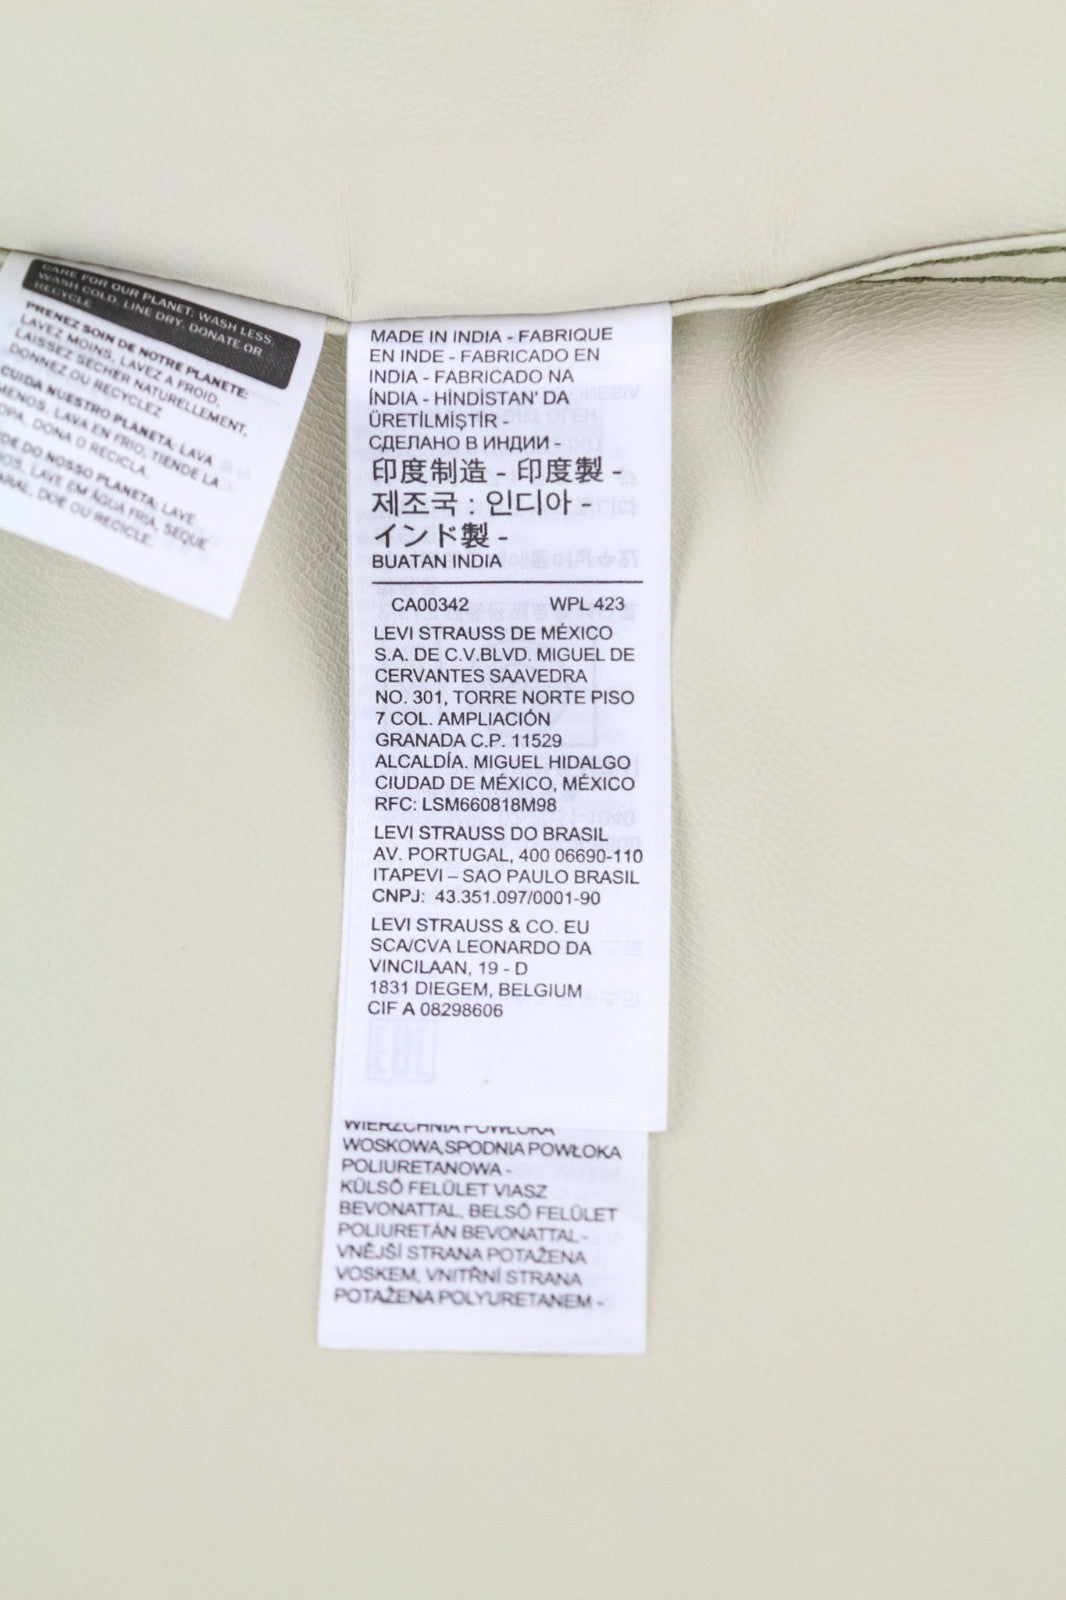 CARE FOR OUR PLANET: WASH LESS,
WASH COLD, LINE DRY, DONATE OR
RECYCLE
PRENEZ SOIN DE NOTRE PLANETE:
LAVEZ MOINS, LAVEZ A FROID,
LAISSEZ SÉCHER NATURELLEMENT,
DONNEZ OU RECYCLEZ
CUIDA NUESTRO PLANETA: LAVA
MENOS, LAVA EN FRIO, TIENDE LA
DONA O RECICLA.
DE DO NOSSO PLANETA: LAVE
LAVE EM ÁGUA FRIA, SEQUE
DOE OU RECICLE.
MADE IN INDIA - FABRIQUE
EN INDE - FABRICADO EN
INDIA - FABRICADO NA
ÍNDIA - HİNDİSTAN' DA
ÜRETİLMİŞTİR -
СДЕЛАНО В ИНДИИ -
印度制造 - 印度製 -
제조국 : 인디아 -
インド製 -
BUATAN INDIA
CA00342 WPL 423
LEVI STRAUSS DE MÉXICO
S.A. DE C.V.BLVD. MIGUEL DE
CERVANTES SAAVEDRA
NO. 301, TORRE NORTE PISO
7 COL. AMPLIACIÓN
GRANADA C.P. 11529
ALCALDÍA. MIGUEL HIDALGO
CIUDAD DE MÉXICO, MÉXICO
RFC: LSM660818M98
LEVI STRAUSS DO BRASIL
AV. PORTUGAL, 400 06690-110
ITAPEVI – SAO PAULO BRASIL
CNPJ: 43.351.097/0001-90
LEVI STRAUSS & CO. EU
SCA/CVA LEONARDO DA
VINCILAAN, 19 - D
1831 DIEGEM, BELGIUM
CIF A 08298606
WIERZCHNIA POWŁOKA
WOSKOWA,SPODNIA POWŁOKA
POLIURETANOWA -
KÜLSŐ FELÜLET VIASZ
BEVONATTAL, BELSŐ FELÜLET
POLIURETÁN BEVONATTAL -
VNĚJŠÍ STRANA POTAŽENA
VOSKEM, VNITŘNÍ STRANA
POTAŽENA POLYURETANEM -